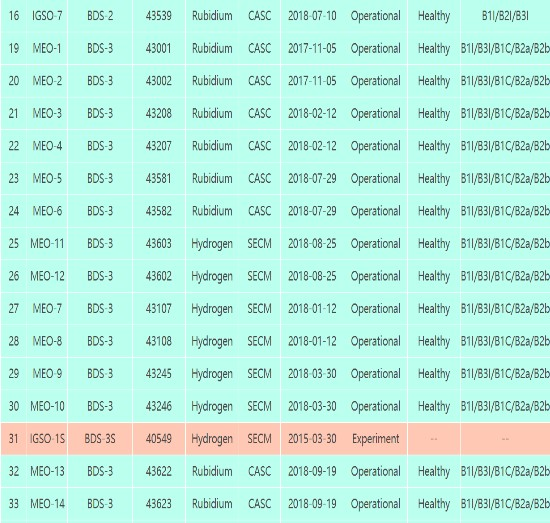 16 IGSO-7 BDS-2 43539 Rubidium CASC 2018-07-10 Operational Healthy B1I/B2I/B3I
19 MEO-1 BDS-3 43001 Rubidium CASC 2017-11-05 Operational Healthy B1I/B3I/B1C/B2a/B2b
20 MEO-2 BDS-3 43002 Rubidium CASC 2017-11-05 Operational Healthy B1I/B3I/B1C/B2a/B2b
21 MEO-3 BDS-3 43208 Rubidium CASC 2018-02-12 Operational Healthy B1I/B3I/B1C/B2a/B2b
22 MEO-4 BDS-3 43207 Rubidium CASC 2018-02-12 Operational Healthy B1I/B3I/B1C/B2a/B2b
23 MEO-5 BDS-3 43581 Rubidium CASC 2018-07-29 Operational Healthy B1I/B3I/B1C/B2a/B2b
24 MEO-6 BDS-3 43582 Rubidium CASC 2018-07-29 Operational Healthy B1I/B3I/B1C/B2a/B2b
25 MEO-11 BDS-3 43603 Hydrogen SECM 2018-08-25 Operational Healthy B1I/B3I/B1C/B2a/B2b
26 MEO-12 BDS-3 43602 Hydrogen SECM 2018-08-25 Operational Healthy B1I/B3I/B1C/B2a/B2b
27 MEO-7 BDS-3 43107 Hydrogen SECM 2018-01-12 Operational Healthy B1I/B3I/B1C/B2a/B2b
28 MEO-8 BDS-3 43108 Hydrogen SECM 2018-01-12 Operational Healthy B1I/B3I/B1C/B2a/B2b
29 MEO-9 BDS-3 43245 Hydrogen SECM 2018-03-30 Operational Healthy B1I/B3I/B1C/B2a/B2b
30 MEO-10 BDS-3 43246 Hydrogen SECM 2018-03-30 Operational Healthy B1I/B3I/B1C/B2a/B2b
31 IGSO-1S BDS-3S 40549 Hydrogen SECM 2015-03-30 Experiment -- --
32 MEO-13 BDS-3 43622 Rubidium CASC 2018-09-19 Operational Healthy B1I/B3I/B1C/B2a/B2b
33 MEO-14 BDS-3 43623 Rubidium CASC 2018-09-19 Operational Healthy B1I/B3I/B1C/B2a/B2b